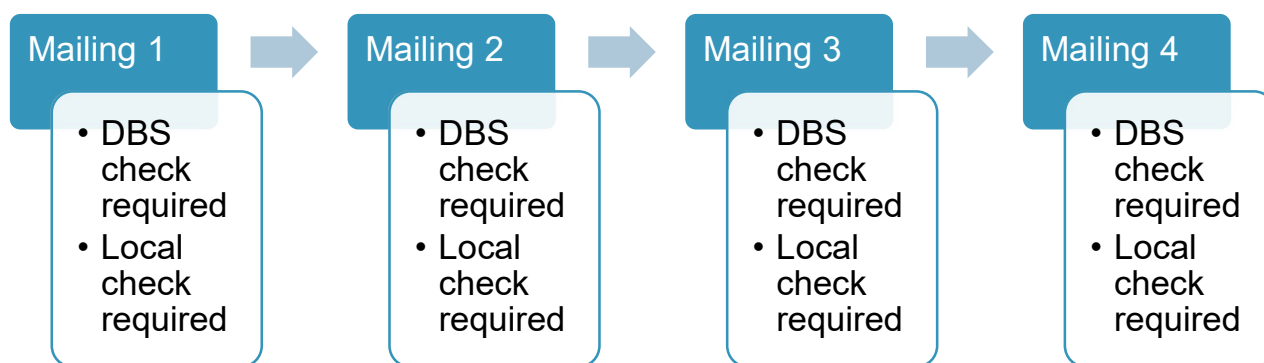 Mailing 1
• DBS
check
required
• Local
check
required
Mailing 2
• DBS
check
required
• Local
check
required
Mailing 3
• DBS
check
required
• Local
check
required
Mailing 4
• DBS
check
required
• Local
check
required